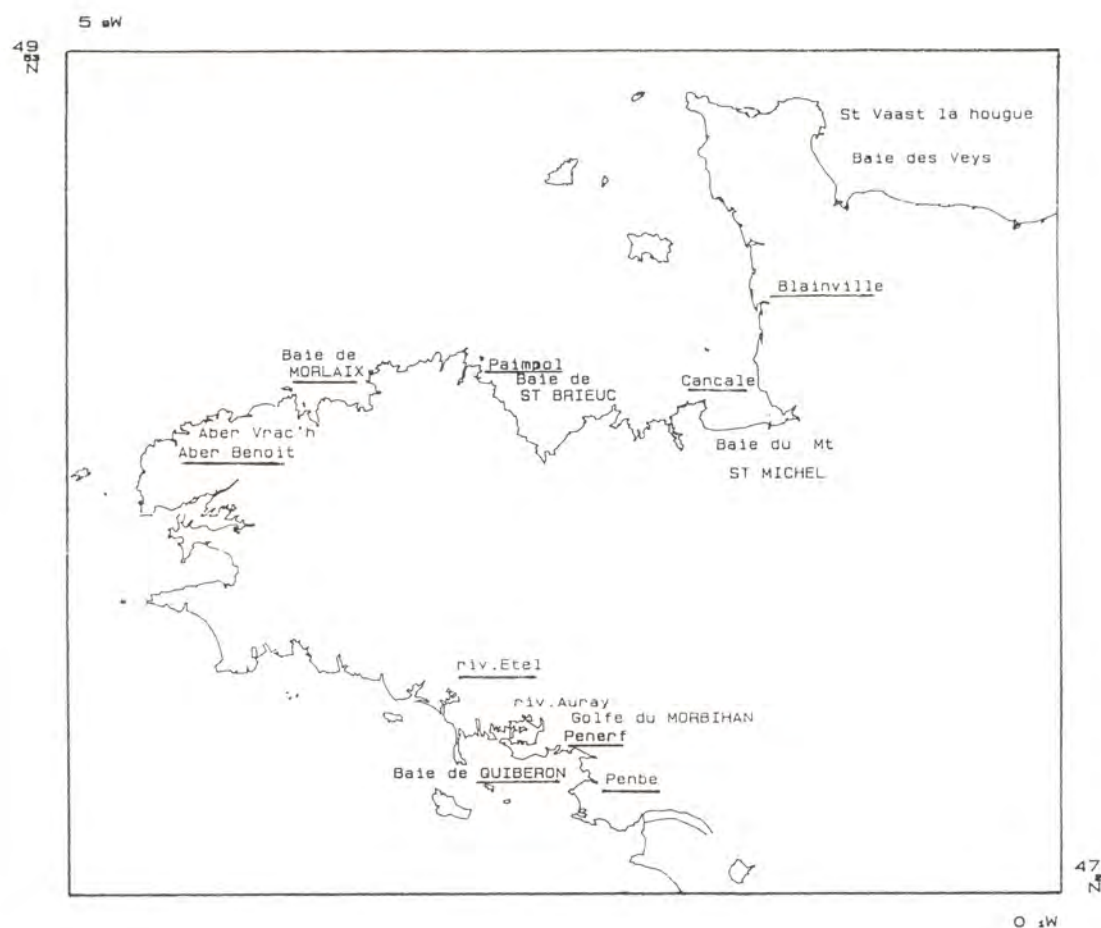 5 W
49
N
St Vaast la hougue
Baie des Veys
Blainville
Baie de
MORLAIX
Paimpol
Baie de
ST BRIEUC
Cancale
Aber Vrac'h
Aber Benoit
Baie du Mt
ST MICHEL
riv.Etel
riv.Auray
Golfe du MORBIHAN
Penerf
Baie de QUIBERON
Penbe
47
N
0 W